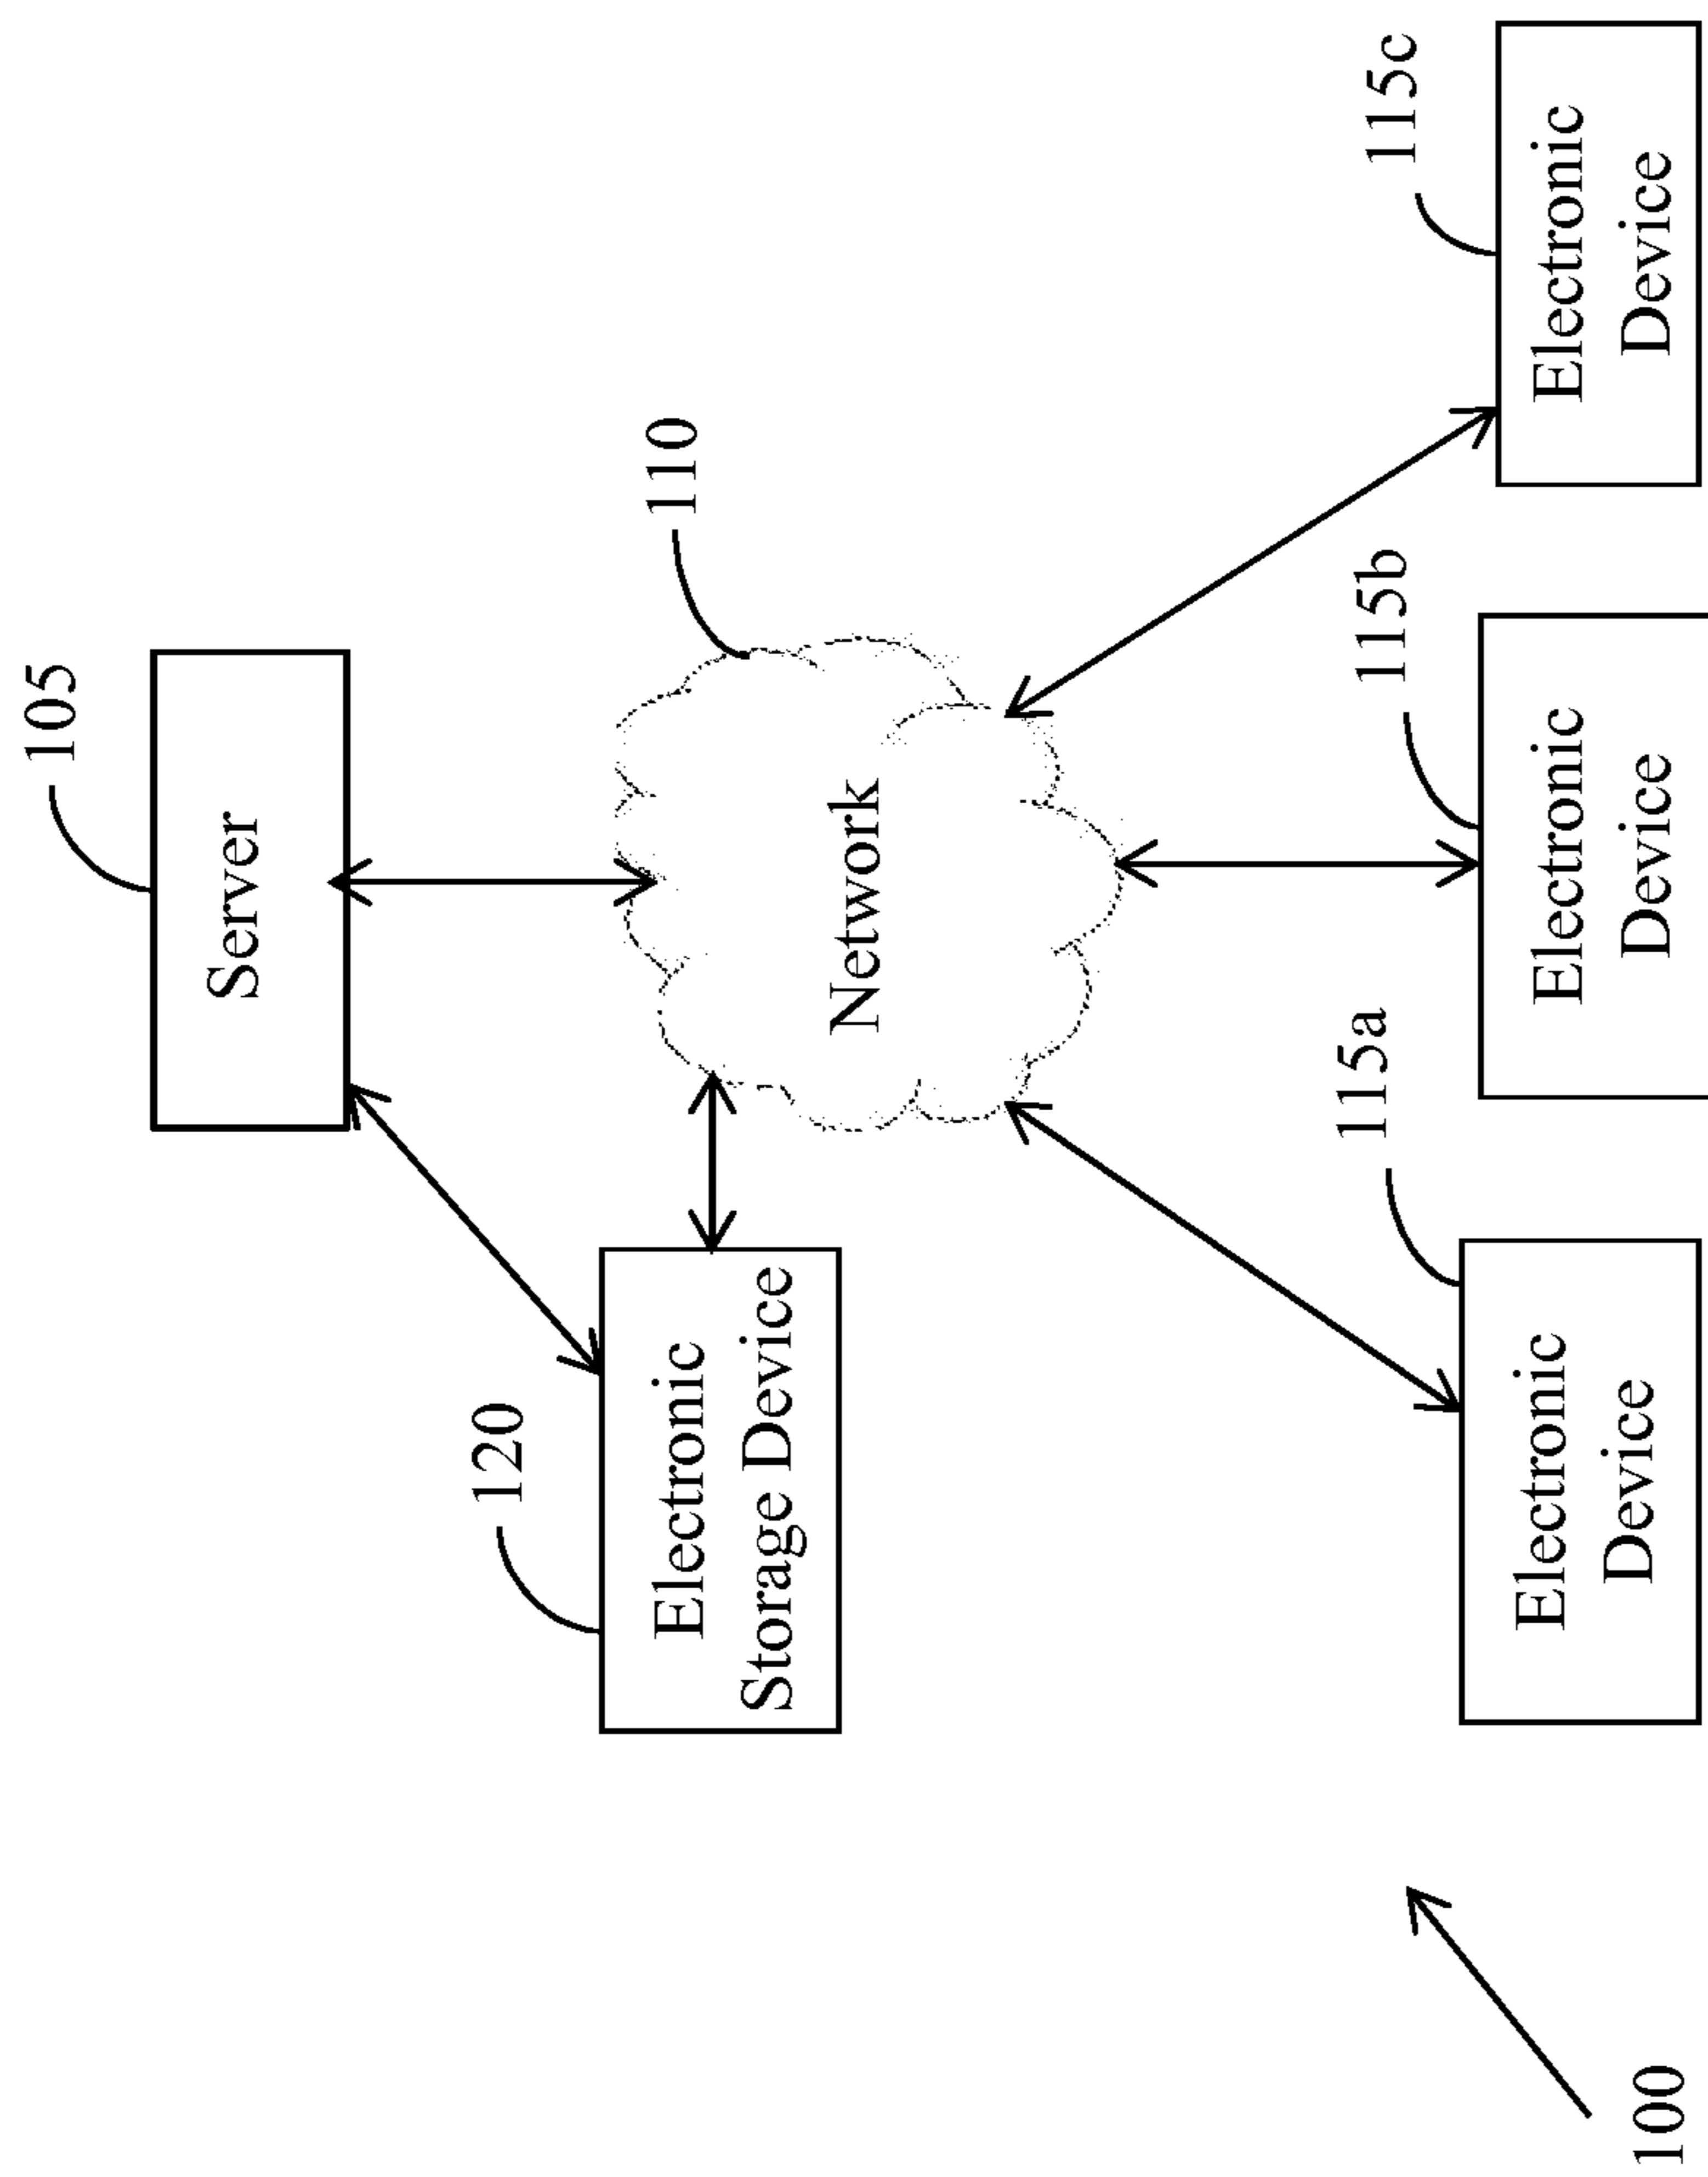 105
Server
120
Electronic
Storage Device
110
Network
115a
Electronic
Device
115b
Electronic
Device
115c
Electronic
Device
100